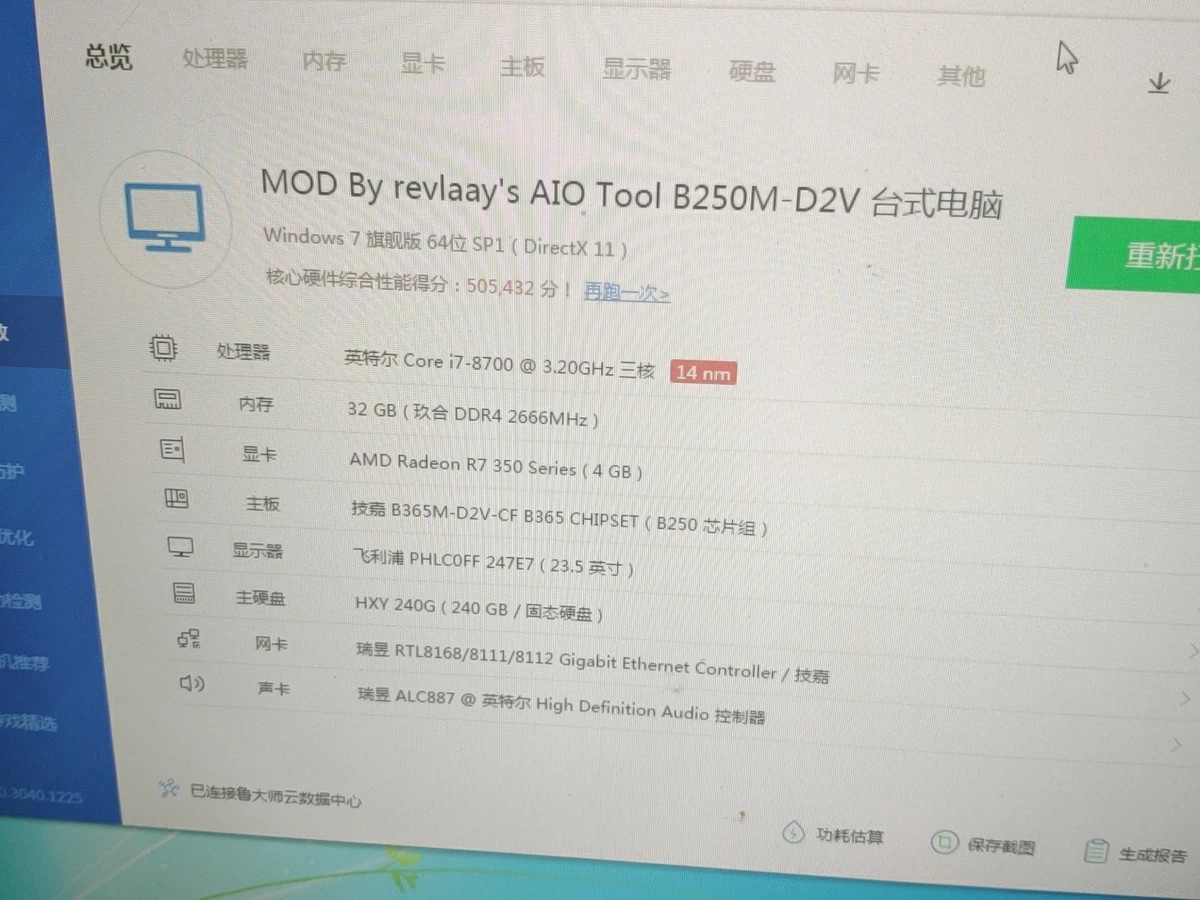 总览 处理器 内存 显卡 主板 显示器 硬盘 网卡 其他
MOD By revlaay's AIO Tool B250M-D2V 台式电脑
Windows 7 旗舰版 64位 SP1 ( DirectX 11 )
重新扫
核心硬件综合性能得分：505,432 分！ 再跑一次>
处理器 英特尔 Core i7-8700 @ 3.20GHz 三核 14 nm
内存 32 GB ( 玖合 DDR4 2666MHz )
测
显卡 AMD Radeon R7 350 Series ( 4 GB )
防护
主板 技嘉 B365M-D2V-CF B365 CHIPSET ( B250 芯片组 )
优化
显示器 飞利浦 PHLC0FF 247E7 ( 23.5 英寸 )
检测
主硬盘 HXY 240G ( 240 GB / 固态硬盘 )
机推荐
网卡 瑞昱 RTL8168/8111/8112 Gigabit Ethernet Controller / 技嘉
游戏精选
声卡 瑞昱 ALC887 @ 英特尔 High Definition Audio 控制器
0.3040.1225
已连接鲁大师云数据中心
功耗估算 保存截图 生成报告